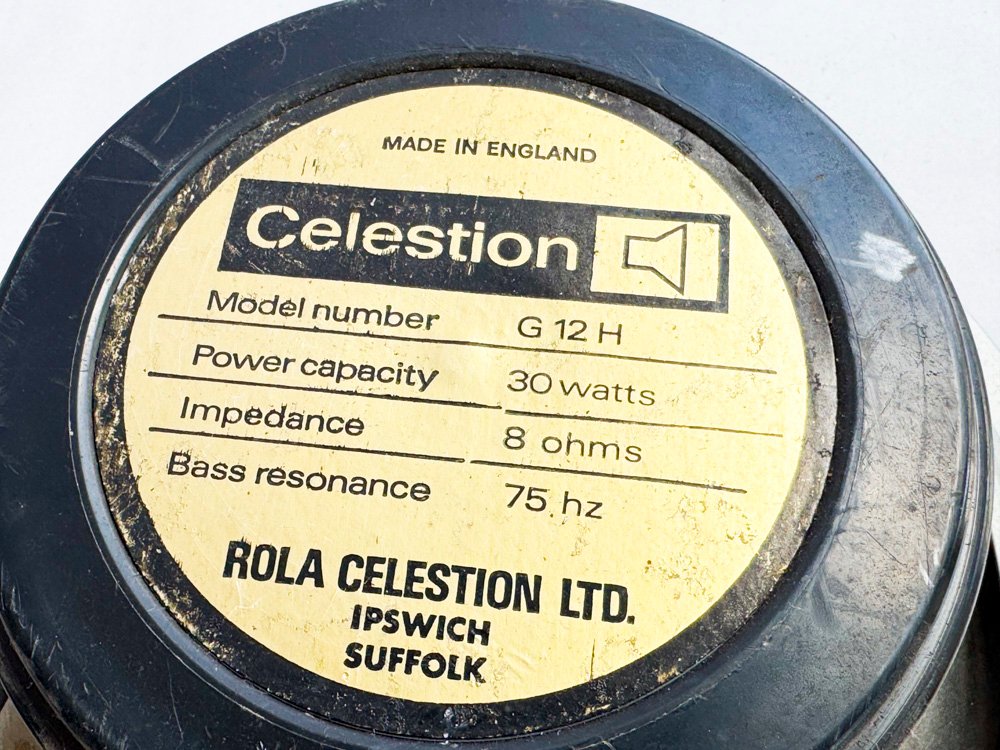 MADE IN ENGLAND
Celestion
Model number G 12 H
Power capacity 30 watts
Impedance 8 ohms
Bass resonance 75 hz
ROLA CELESTION LTD.
IPSWICH
SUFFOLK